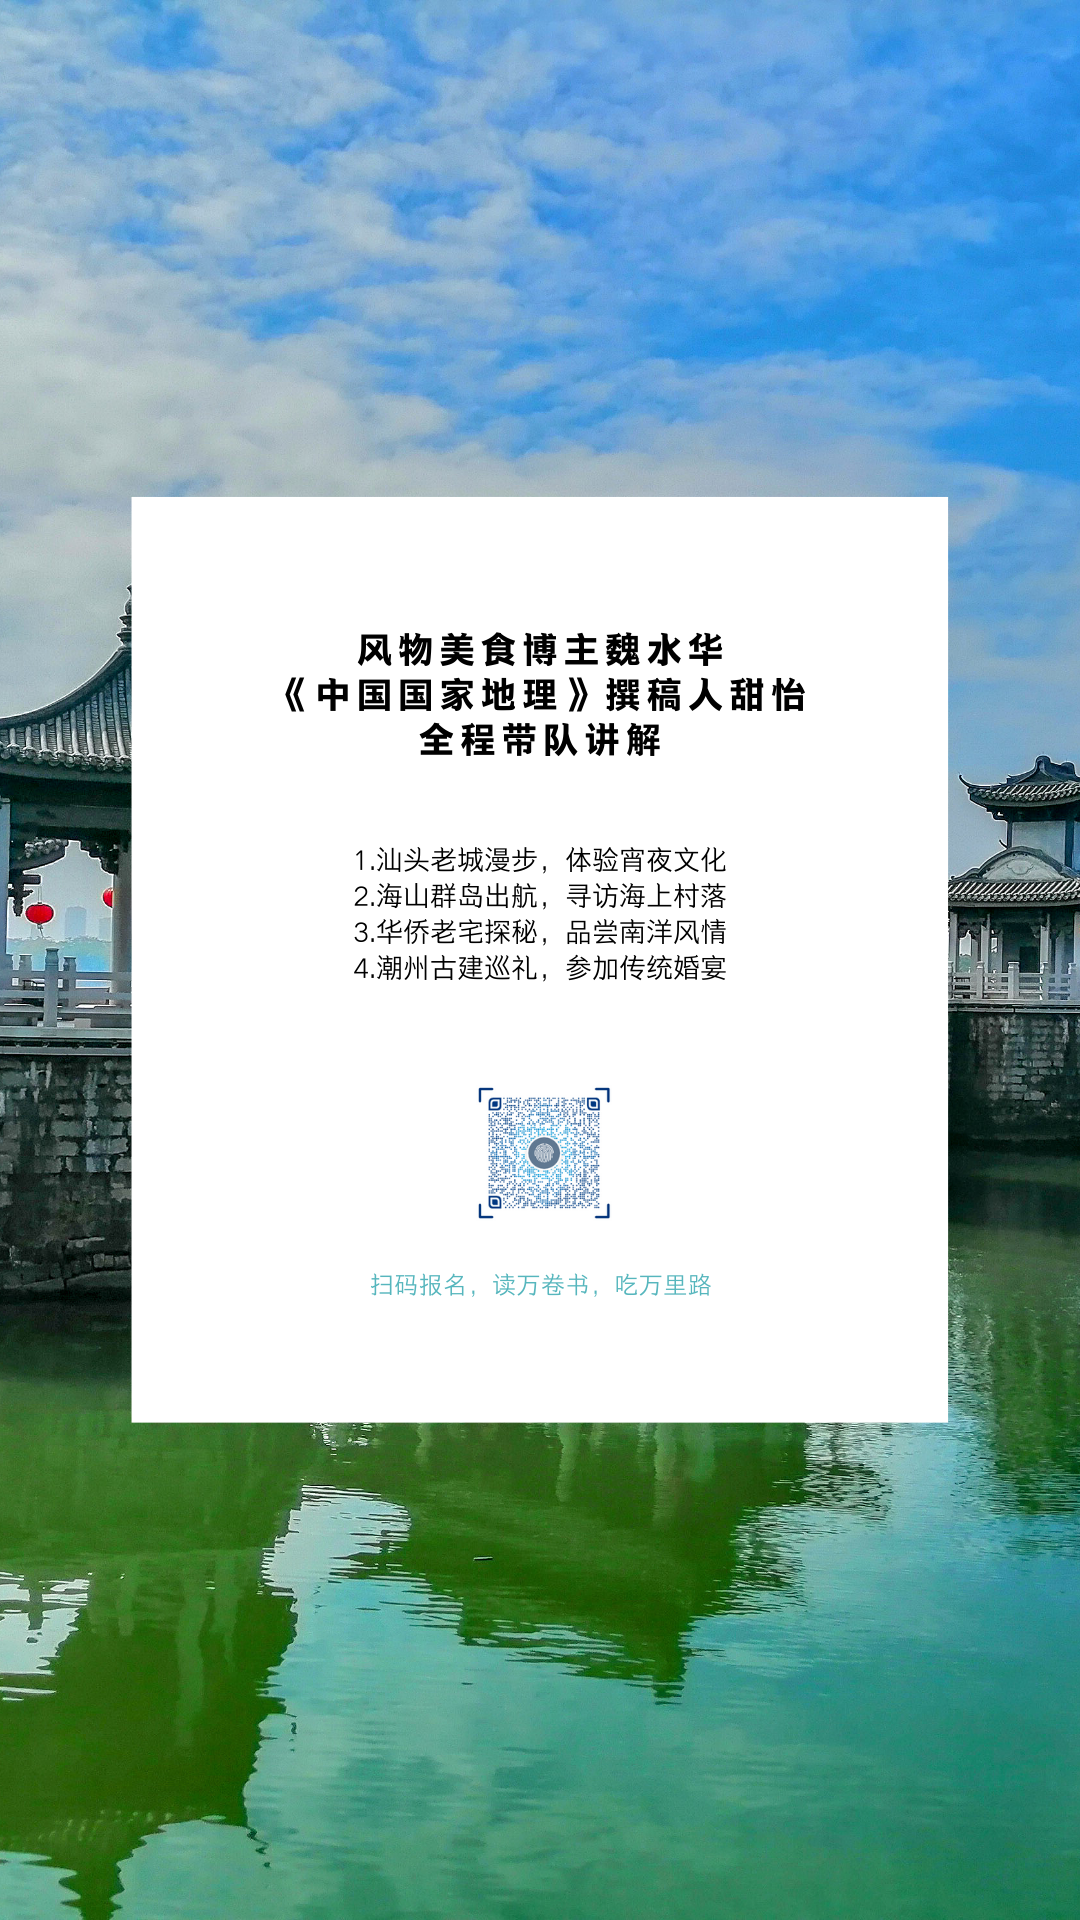 风物美食博主魏水华
《中国国家地理》撰稿人甜怡
全程带队讲解
1.汕头老城漫步，体验宵夜文化
2.海山群岛出航，寻访海上村落
3.华侨老宅探秘，品尝南洋风情
4.潮州古建巡礼，参加传统婚宴
扫码报名，读万卷书，吃万里路